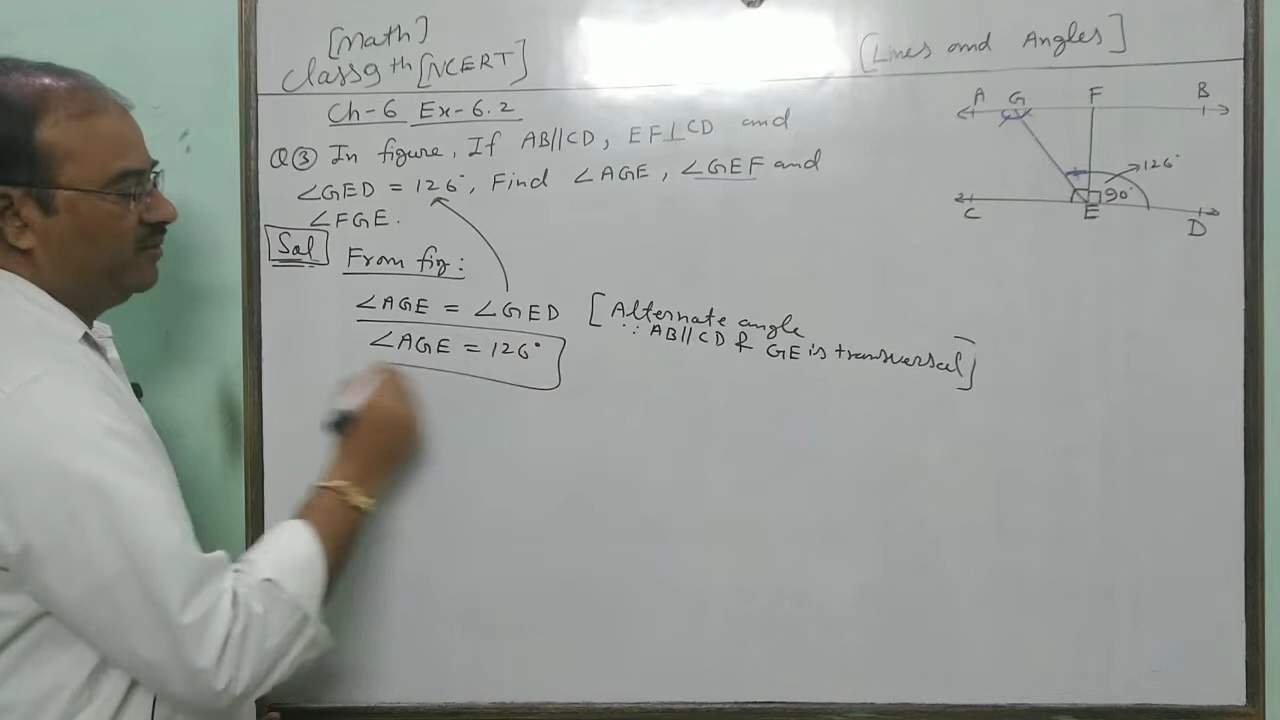 [Math]
Class 9th [NCERT]
[Lines and Angles]
Ch-6 Ex-6.2
Q③ In figure, If AB||CD, EF⊥CD and
∠GED = 126°, Find ∠AGE, ∠GEF and
∠FGE.
Sol
From fig:
∠AGE = ∠GED [Alternate angle
∵ AB||CD & GE is transversal]
∠AGE = 126°
A G F B
126°
90°
C E D